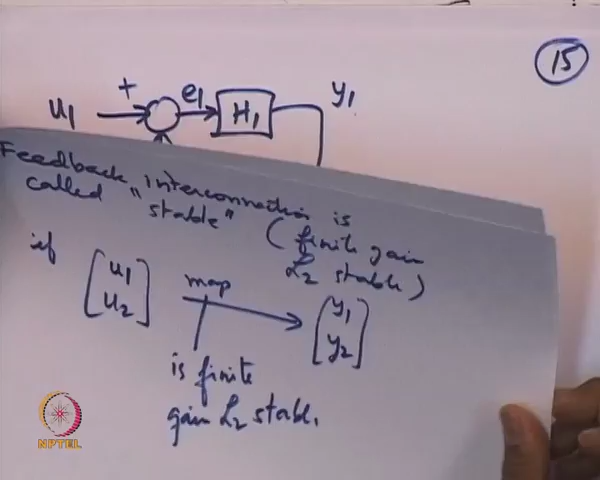 15
+
u1
e1
H1
y1
Feedback interconnection is
called "stable" (finite gain
L2 stable)
if
[u1
u2]
map
[y1
y2]
is finite
gain L2 stable.
NPTEL